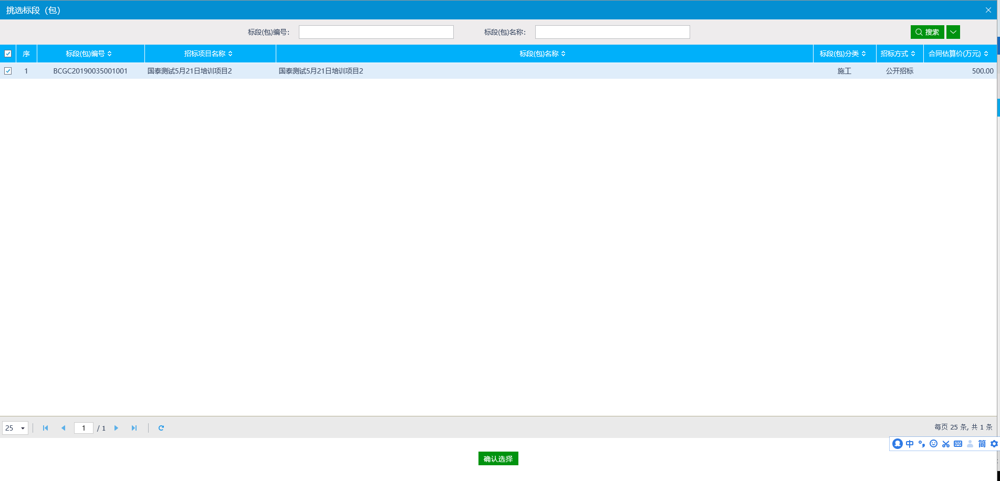 挑选标段（包）
标段(包)编号： 标段(包)名称： 搜索
序 标段(包)编号 招标项目名称 标段(包)名称 标段(包)分类 招标方式 合同估算价(万元)
1 BCGC20190035001001 国泰测试5月21日培训项目2 国泰测试5月21日培训项目2 施工 公开招标 500.00
25 1 / 1 每页 25 条, 共 1 条
中 简
确认选择